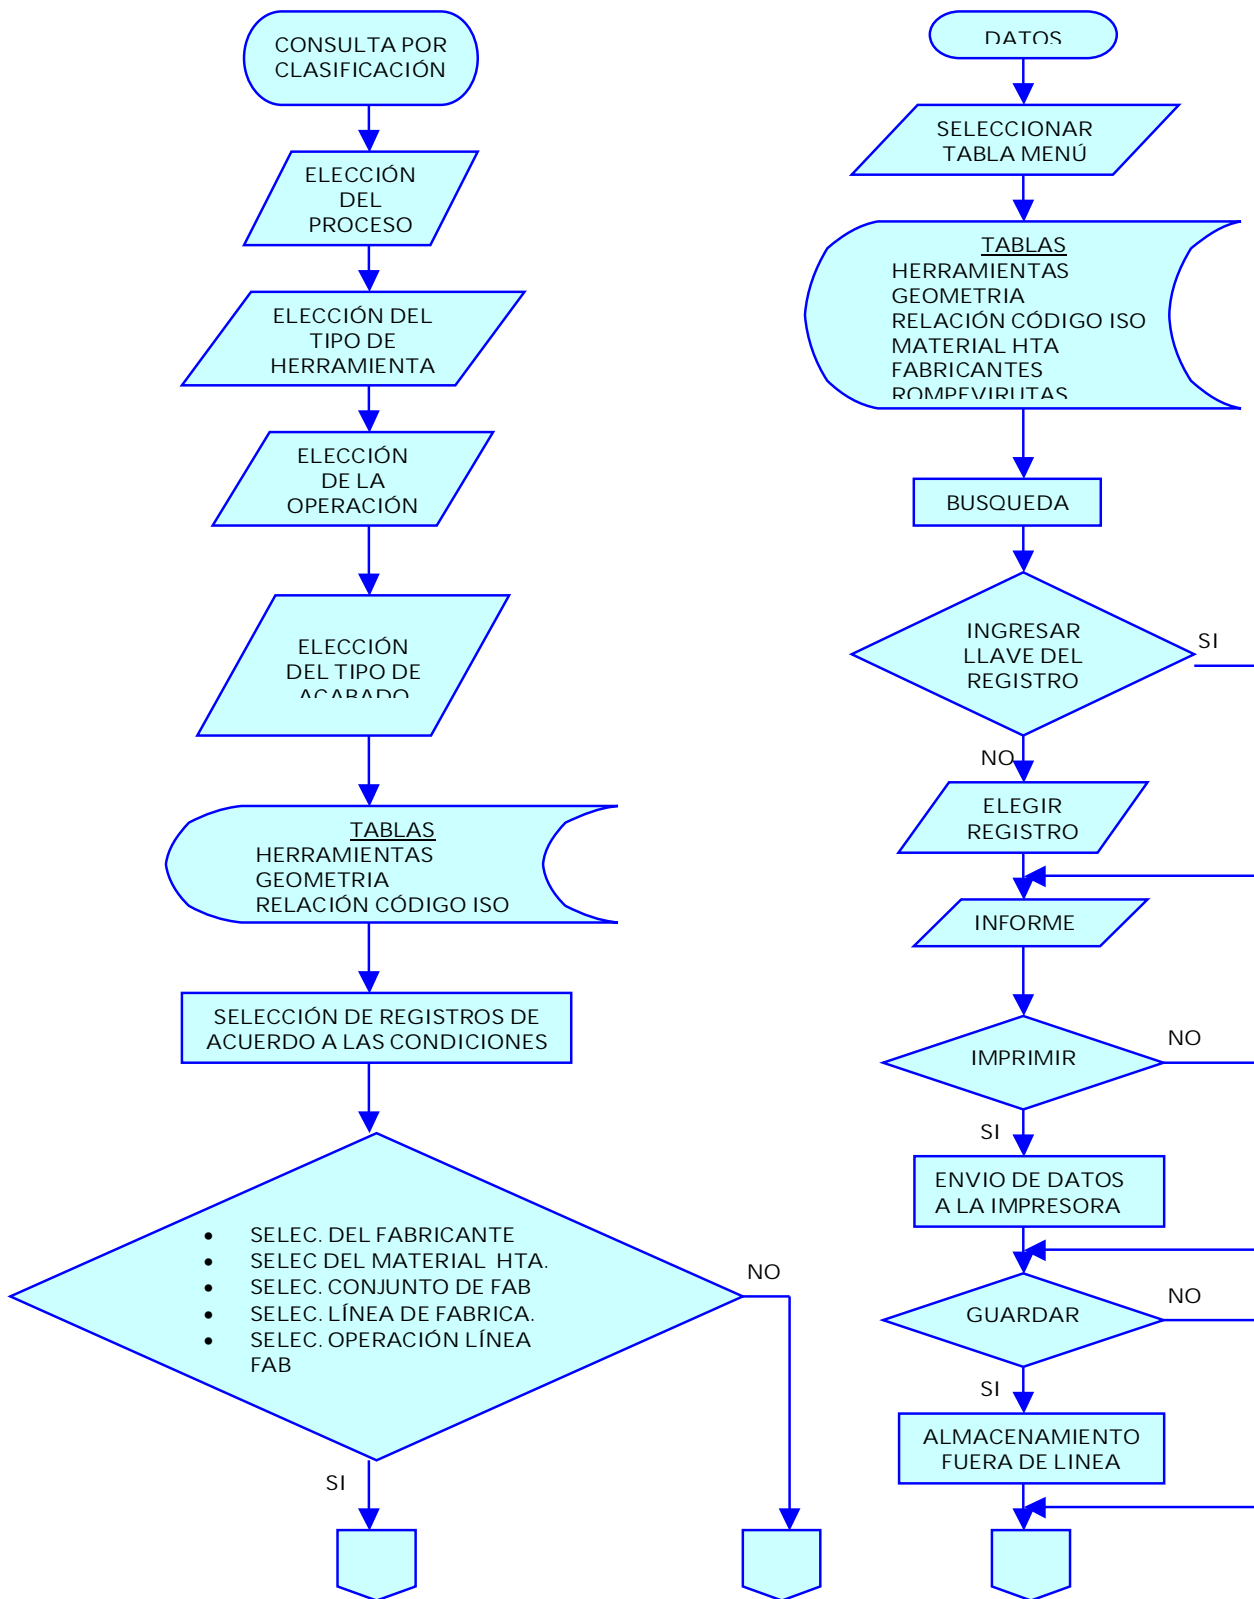 CONSULTA POR
CLASIFICACIÓN
ELECCIÓN
DEL
PROCESO
ELECCIÓN DEL
TIPO DE
HERRAMIENTA
ELECCIÓN
DE LA
OPERACIÓN
ELECCIÓN
DEL TIPO DE
ACABADO
TABLAS
HERRAMIENTAS
GEOMETRIA
RELACIÓN CÓDIGO ISO
SELECCIÓN DE REGISTROS DE
ACUERDO A LAS CONDICIONES
• SELEC. DEL FABRICANTE
• SELEC DEL MATERIAL HTA.
• SELEC. CONJUNTO DE FAB
• SELEC. LÍNEA DE FABRICA.
• SELEC. OPERACIÓN LÍNEA
FAB
NO
SI
DATOS
SELECCIONAR
TABLA MENÚ
TABLAS
HERRAMIENTAS
GEOMETRIA
RELACIÓN CÓDIGO ISO
MATERIAL HTA
FABRICANTES
ROMPEVIRUTAS
BUSQUEDA
INGRESAR
LLAVE DEL
REGISTRO
SI
NO
ELEGIR
REGISTRO
INFORME
IMPRIMIR
NO
SI
ENVIO DE DATOS
A LA IMPRESORA
GUARDAR
NO
SI
ALMACENAMIENTO
FUERA DE LINEA